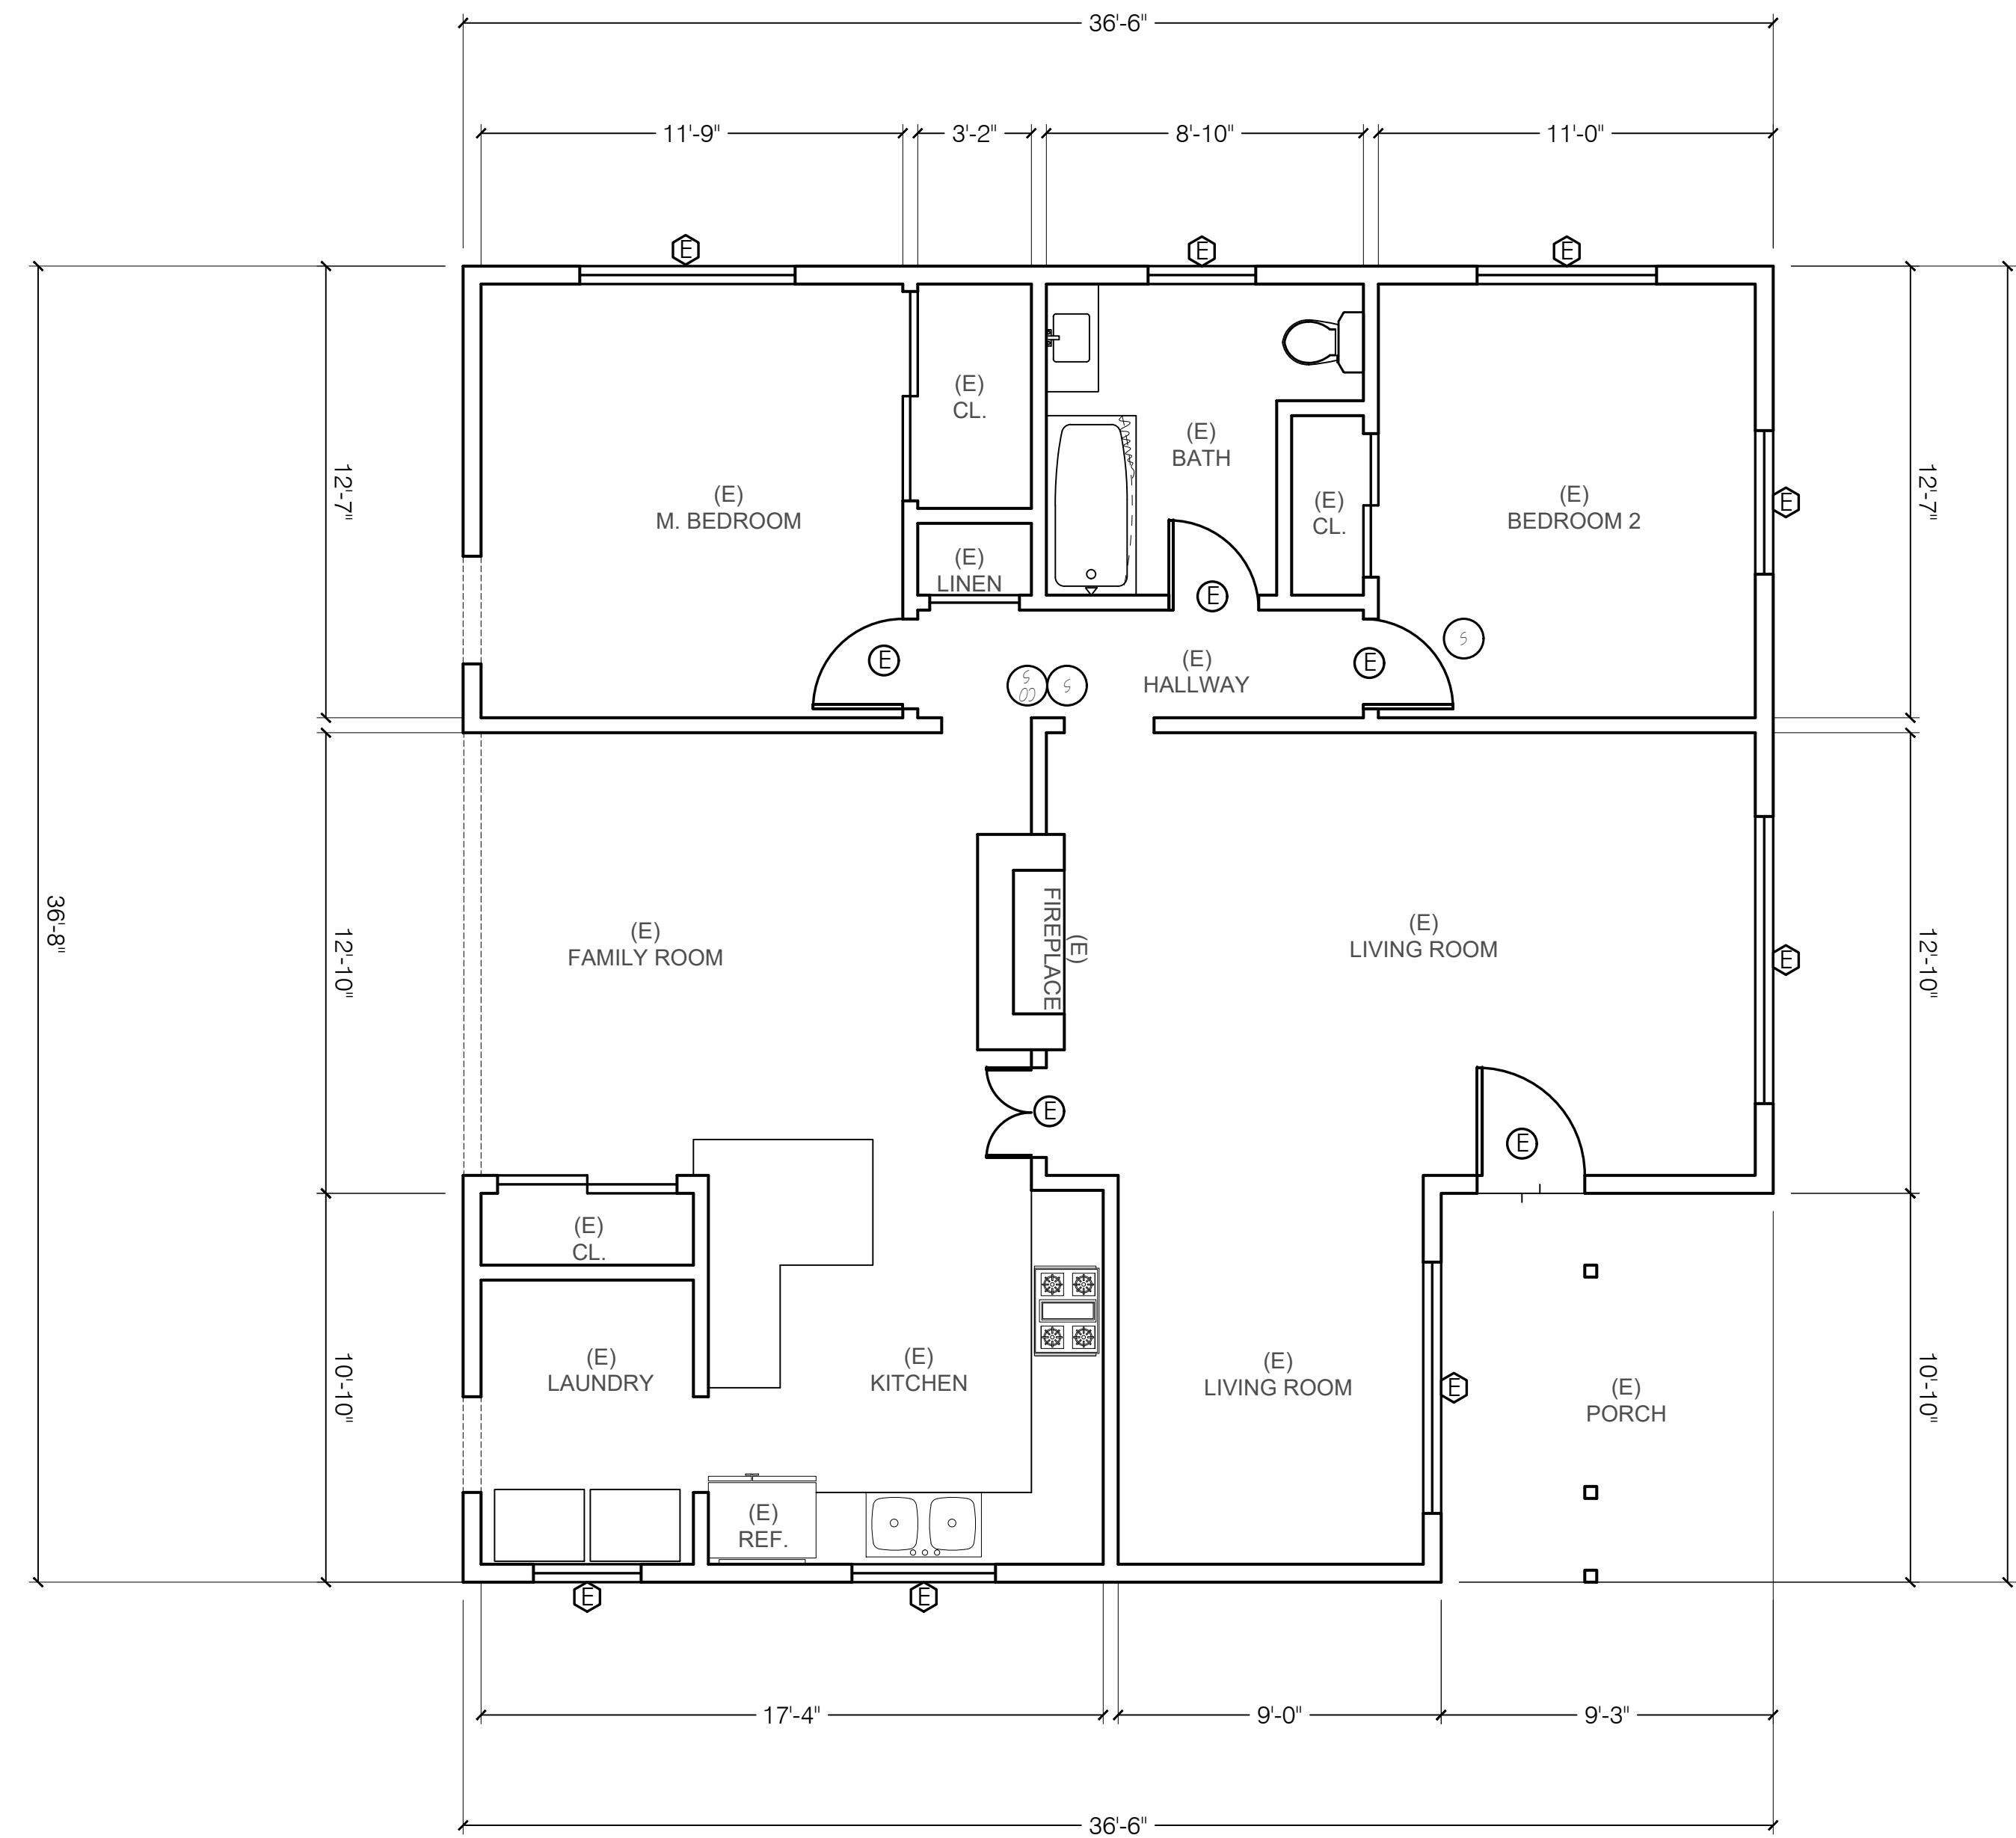 36'-6"
11'-9"
3'-2"
8'-10"
11'-0"
E
E
E
(E)
CL.
(E)
BATH
12'-7"
(E)
M. BEDROOM
(E)
CL.
(E)
BEDROOM 2
E
12'-7"
(E)
LINEN
E
E
E
(E)
HALLWAY
S
S
CO
S
36'-8"
12'-10"
(E)
FAMILY ROOM
(E)
FIREPLACE
(E)
LIVING ROOM
E
12'-10"
E
E
(E)
CL.
10'-10"
(E)
LAUNDRY
(E)
KITCHEN
(E)
LIVING ROOM
E
(E)
PORCH
10'-10"
(E)
REF.
E
E
17'-4"
9'-0"
9'-3"
36'-6"